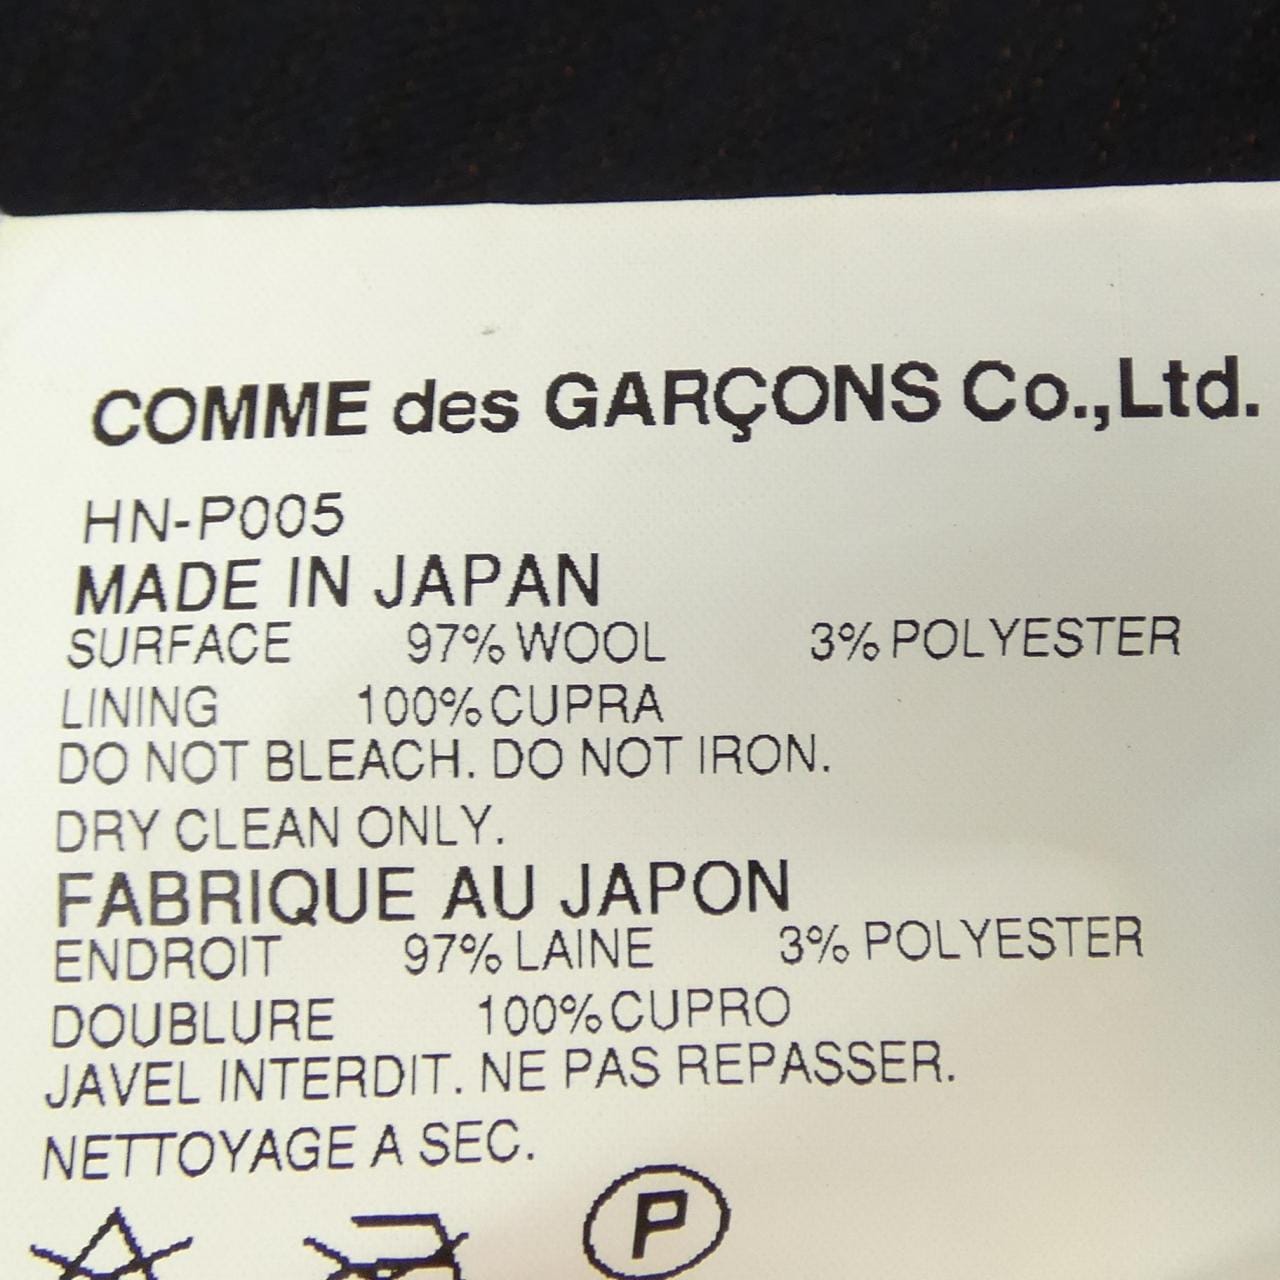 COMME des GARÇONS Co.,Ltd.
HN-P005
MADE IN JAPAN
SURFACE 97% WOOL 3% POLYESTER
LINING 100% CUPRA
DO NOT BLEACH. DO NOT IRON.
DRY CLEAN ONLY.
FABRIQUE AU JAPON
ENDROIT 97% LAINE 3% POLYESTER
DOUBLURE 100% CUPRO
JAVEL INTERDIT. NE PAS REPASSER.
NETTOYAGE A SEC.
P